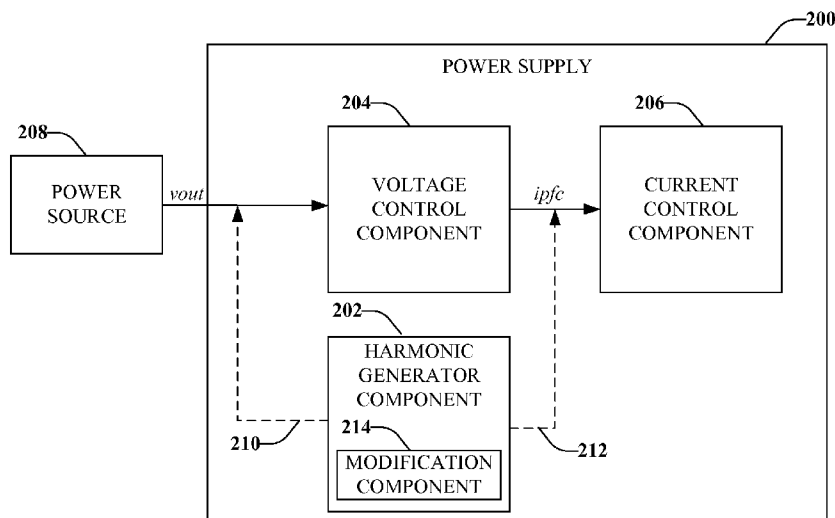 200
POWER SUPPLY
204
206
208
POWER
SOURCE
vout
VOLTAGE
CONTROL
COMPONENT
ipfc
CURRENT
CONTROL
COMPONENT
202
HARMONIC
GENERATOR
COMPONENT
210
214
212
MODIFICATION
COMPONENT